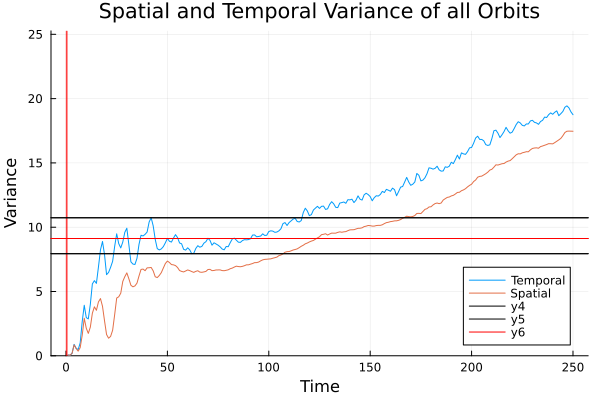 Spatial and Temporal Variance of all Orbits
25
20
15
10
5
0
Variance
Temporal
Spatial
y4
y5
y6
0 50 100 150 200 250
Time